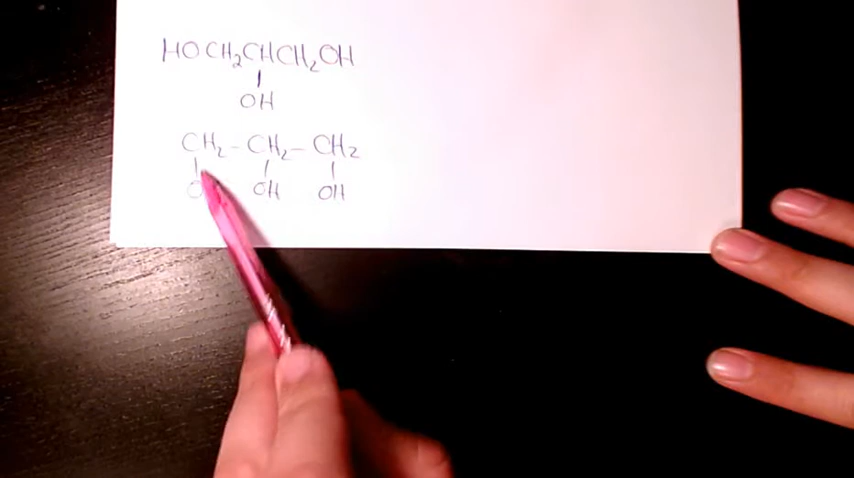 HOCH₂CHCH₂OH
OH
CH₂ - CH₂ - CH₂
OH OH